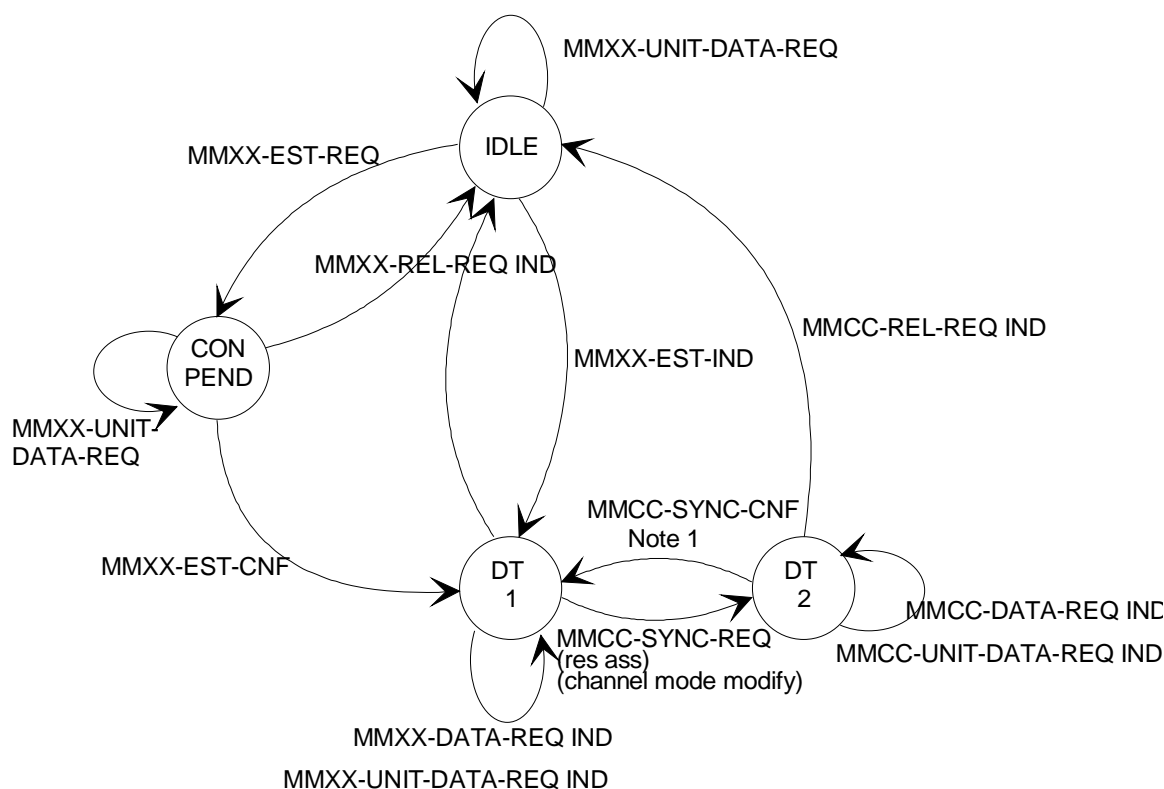 MMXX-UNIT-DATA-REQ
IDLE
MMXX-EST-REQ
MMXX-REL-REQ IND
MMCC-REL-REQ IND
CON
PEND
MMXX-EST-IND
MMXX-UNIT-
DATA-REQ
MMCC-SYNC-CNF
Note 1
MMXX-EST-CNF
DT
1
DT
2
MMCC-DATA-REQ IND
MMCC-SYNC-REQ
(res ass)
(channel mode modify)
MMCC-UNIT-DATA-REQ IND
MMXX-DATA-REQ IND
MMXX-UNIT-DATA-REQ IND